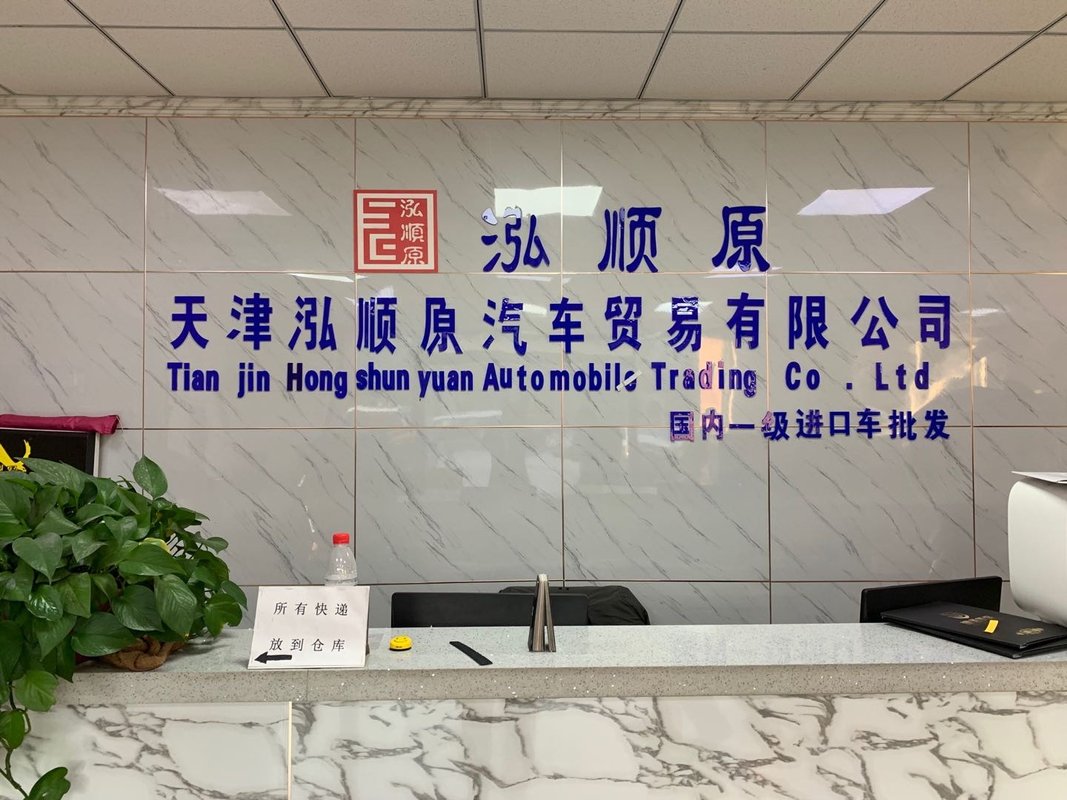 泓顺原
泓 顺 原
天津泓顺原汽车贸易有限公司
Tian jin Hong shun yuan Automobile Trading Co . Ltd
国内一级进口车批发
所有快递
放到仓库